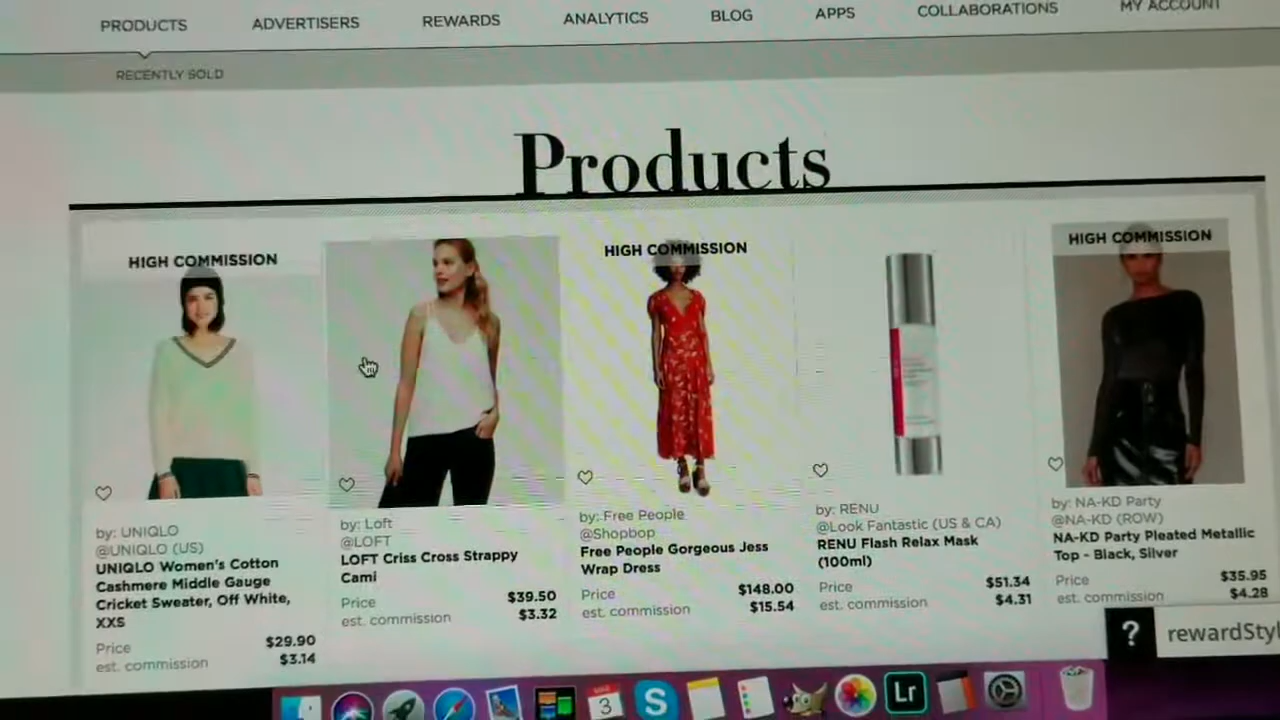 PRODUCTS ADVERTISERS REWARDS ANALYTICS BLOG APPS COLLABORATIONS MY ACCOUNT
RECENTLY SOLD
Products
HIGH COMMISSION
by: UNIQLO
@UNIQLO (US)
UNIQLO Women's Cotton
Cashmere Middle Gauge
Cricket Sweater, Off White,
XXS
Price $29.90
est. commission $3.14
by: Loft
@LOFT
LOFT Criss Cross Strappy
Cami
Price $39.50
est. commission $3.32
HIGH COMMISSION
by: Free People
@Shopbop
Free People Gorgeous Jess
Wrap Dress
Price $148.00
est. commission $15.54
by: RENU
@Look Fantastic (US & CA)
RENU Flash Relax Mask
(100ml)
Price $51.34
est. commission $4.31
HIGH COMMISSION
by: NA-KD Party
@NA-KD (ROW)
NA-KD Party Pleated Metallic
Top - Black, Silver
Price $35.95
est. commission $4.28
? rewardStyl
3
S
Lr